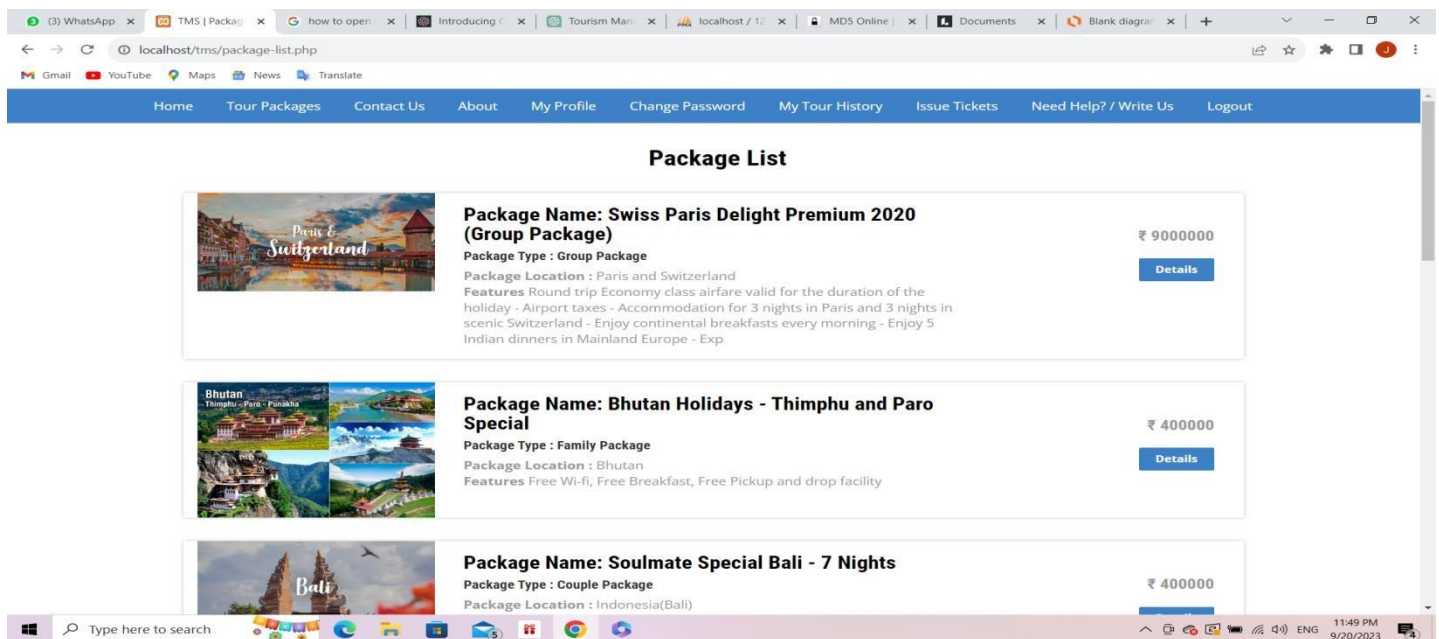 (3) WhatsApp
TMS | Packag
how to open
Introducing C
Tourism Man
localhost / 12
MD5 Online |
Documents
Blank diagram
localhost/tms/package-list.php
Gmail YouTube Maps News Translate
Home Tour Packages Contact Us About My Profile Change Password My Tour History Issue Tickets Need Help? / Write Us Logout
Package List
Paris &
Switzerland
Package Name: Swiss Paris Delight Premium 2020
(Group Package)
Package Type : Group Package
Package Location : Paris and Switzerland
Features Round trip Economy class airfare valid for the duration of the
holiday - Airport taxes - Accommodation for 3 nights in Paris and 3 nights in
scenic Switzerland - Enjoy continental breakfasts every morning - Enjoy 5
Indian dinners in Mainland Europe - Exp
₹ 9000000
Details
Bhutan
Thimphu - Paro - Punakha
Package Name: Bhutan Holidays - Thimphu and Paro
Special
Package Type : Family Package
Package Location : Bhutan
Features Free Wi-fi, Free Breakfast, Free Pickup and drop facility
₹ 400000
Details
Bali
Package Name: Soulmate Special Bali - 7 Nights
Package Type : Couple Package
Package Location : Indonesia(Bali)
₹ 400000
Type here to search
ENG
11:49 PM
9/20/2023